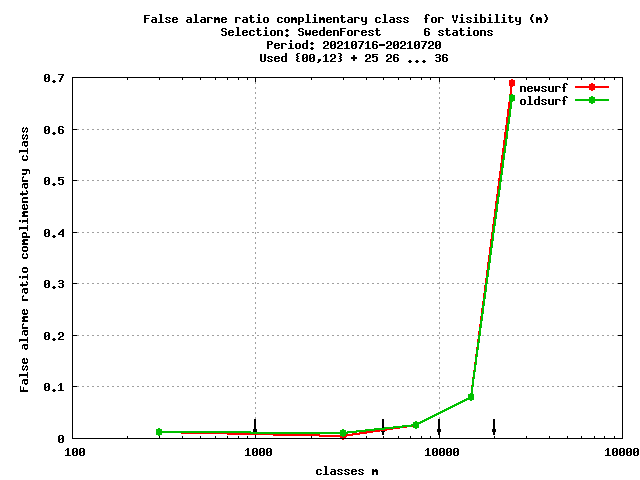 False alarme ratio complimentary class  for Visibility (m)
Selection: SwedenForest      6 stations
Period: 20210716-20210720
Used {00,12} + 25 26 ... 36
newsurf
oldsurf
False alarme ratio complimentary class
0.7
0.6
0.5
0.4
0.3
0.2
0.1
0
100 1000 10000 10000
classes m